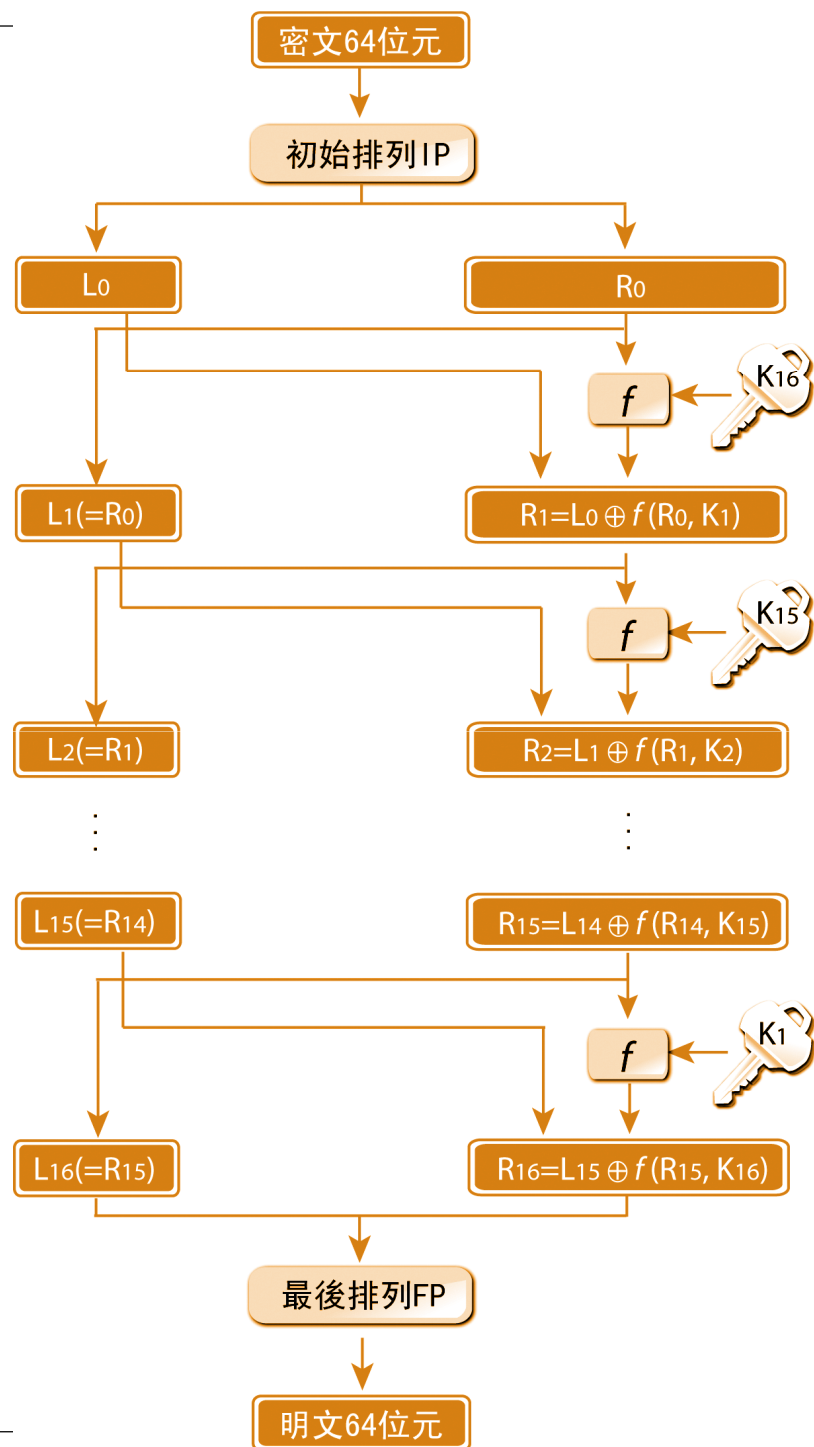 密文64位元
初始排列IP
L0
R0
K16
f
L1(=R0)
R1=L0⊕f(R0, K1)
K15
f
L2(=R1)
R2=L1⊕f(R1, K2)
⋮
⋮
L15(=R14)
R15=L14⊕f(R14, K15)
K1
f
L16(=R15)
R16=L15⊕f(R15, K16)
最後排列FP
明文64位元